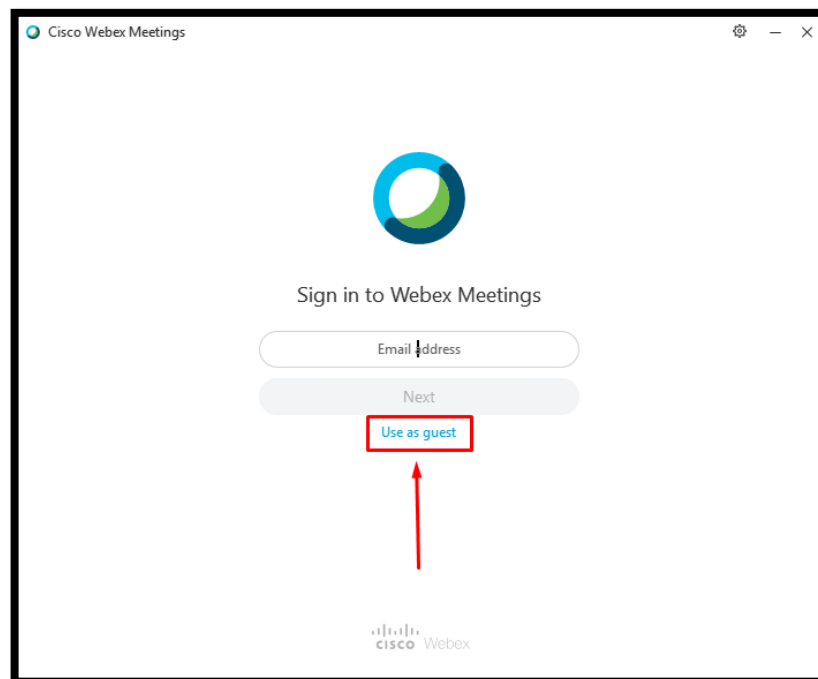 Cisco Webex Meetings
Sign in to Webex Meetings
Email address
Next
Use as guest
CISCO Webex